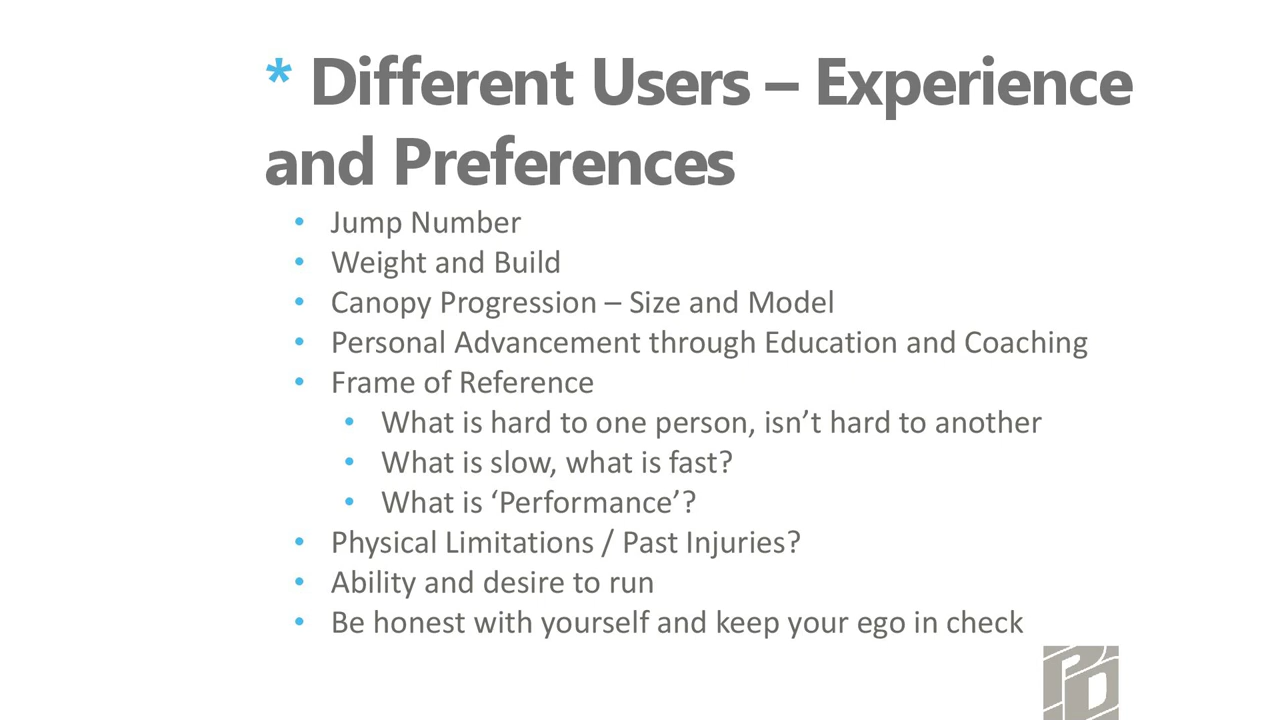 * Different Users – Experience
and Preferences
• Jump Number
• Weight and Build
• Canopy Progression – Size and Model
• Personal Advancement through Education and Coaching
• Frame of Reference
• What is hard to one person, isn’t hard to another
• What is slow, what is fast?
• What is ‘Performance’?
• Physical Limitations / Past Injuries?
• Ability and desire to run
• Be honest with yourself and keep your ego in check
PD